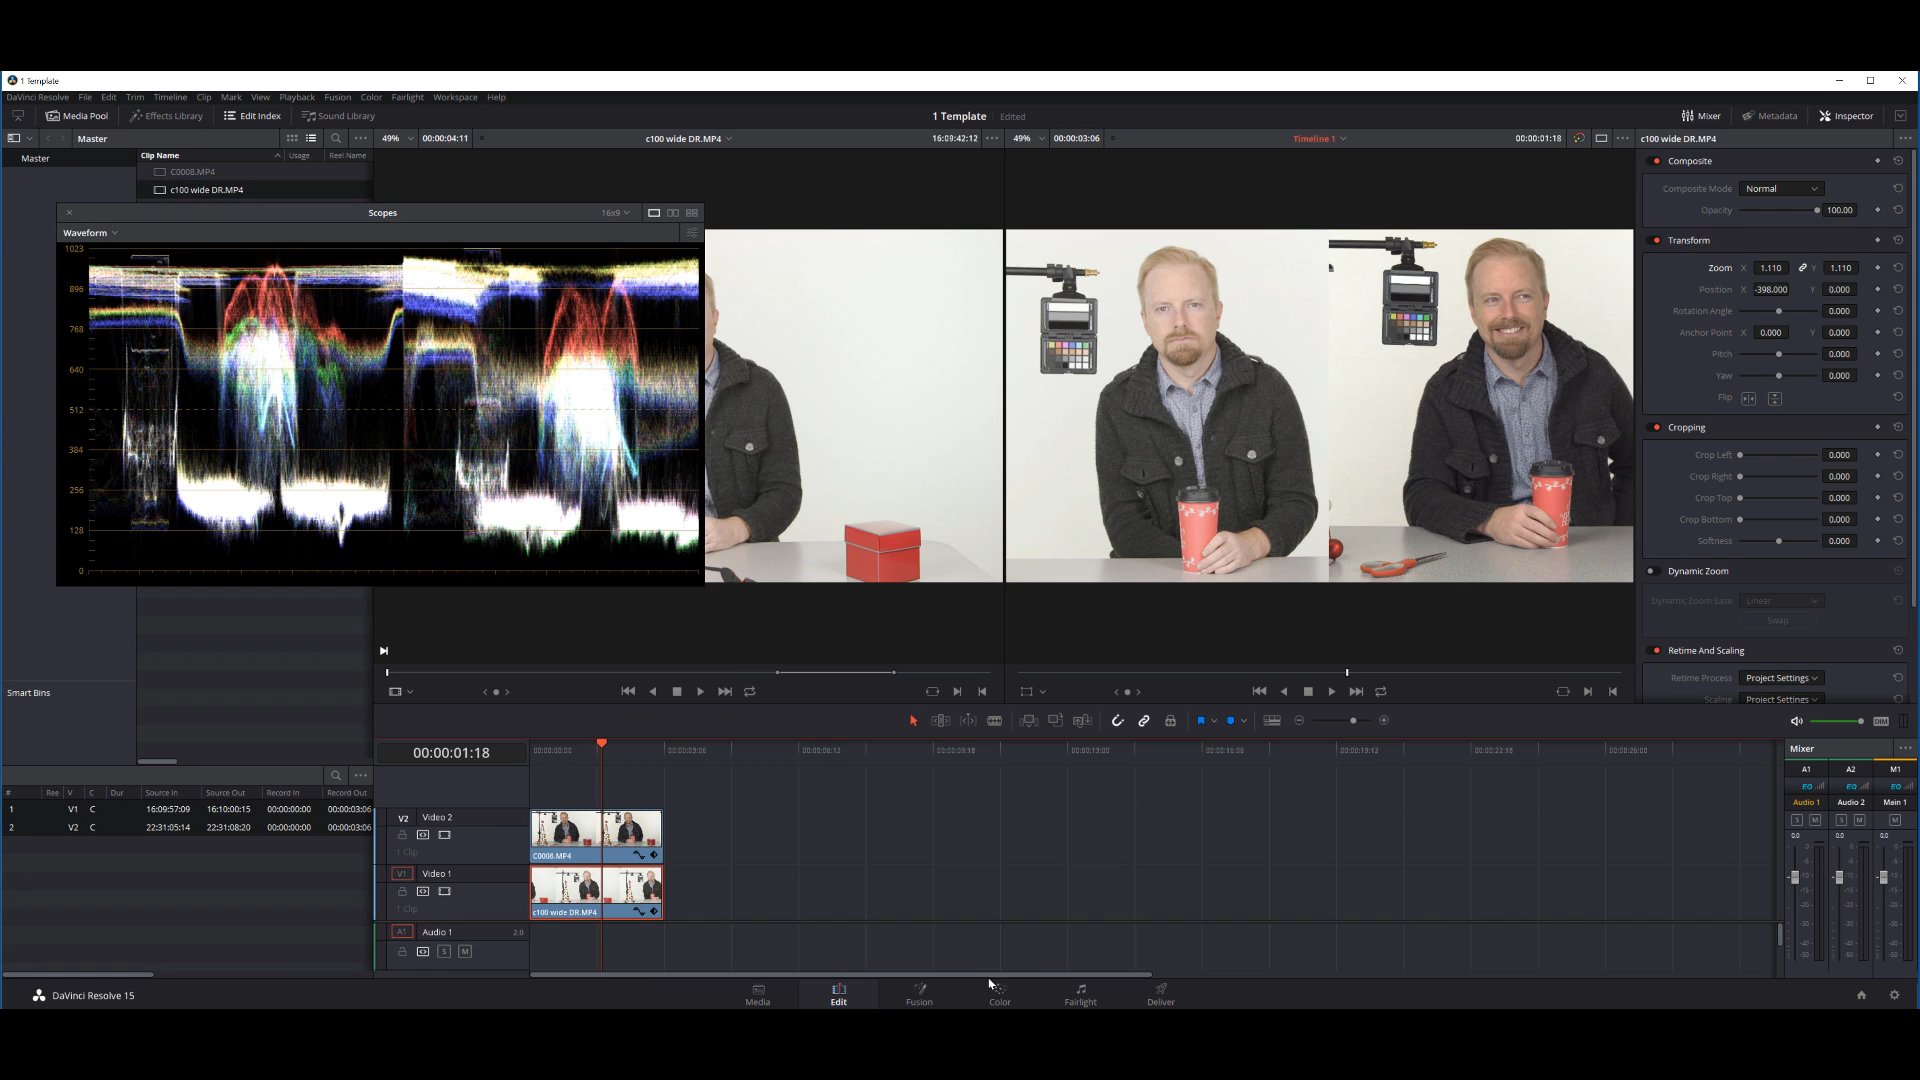 1 Template
DaVinci Resolve File Edit Trim Timeline Clip Mark View Playback Fusion Color Fairlight Workspace Help
Media Pool Effects Library Edit Index Sound Library 1 Template Edited Mixer Metadata Inspector
Master 49% 00:00:04:11 c100 wide DR.MP4 16:09:42:12 49% 00:00:03:06 Timeline 1 00:00:01:18 c100 wide DR.MP4
Master
Clip Name Usage Reel Name
C0008.MP4
c100 wide DR.MP4
Scopes 16x9
Waveform
1023
896
768
640
512
384
256
128
0
Composite
Composite Mode Normal
Opacity 100.00
Transform
Zoom X 1.110 Y 1.110
Position X -398.000 Y 0.000
Rotation Angle 0.000
Anchor Point X 0.000 Y 0.000
Pitch 0.000
Yaw 0.000
Flip
Cropping
Crop Left 0.000
Crop Right 0.000
Crop Top 0.000
Crop Bottom 0.000
Softness 0.000
Dynamic Zoom
Dynamic Zoom Ease Linear
Swap
Retime And Scaling
Retime Process Project Settings
Scaling Project Settings
Smart Bins
DIM
00:00:01:18 00:00:00:00 00:00:03:06 00:00:06:12 00:00:09:18 00:00:13:00 00:00:16:06 00:00:19:12 00:00:22:18 00:00:26:00
# Ree V C Dur Source In Source Out Record In Record Out
1 V1 C 16:09:57:09 16:10:00:15 00:00:00:00 00:00:03:06
2 V2 C 22:31:05:14 22:31:08:20 00:00:00:00 00:00:03:06
V2 Video 2
1 Clip
C0008.MP4
V1 Video 1
1 Clip
c100 wide DR.MP4
A1 Audio 1 2.0
S M
Mixer
A1 A2 M1
EQ EQ EQ
Audio 1 Audio 2 Main 1
S M S M M
0.0 0.0 0.0
DaVinci Resolve 15 Media Edit Fusion Color Fairlight Deliver